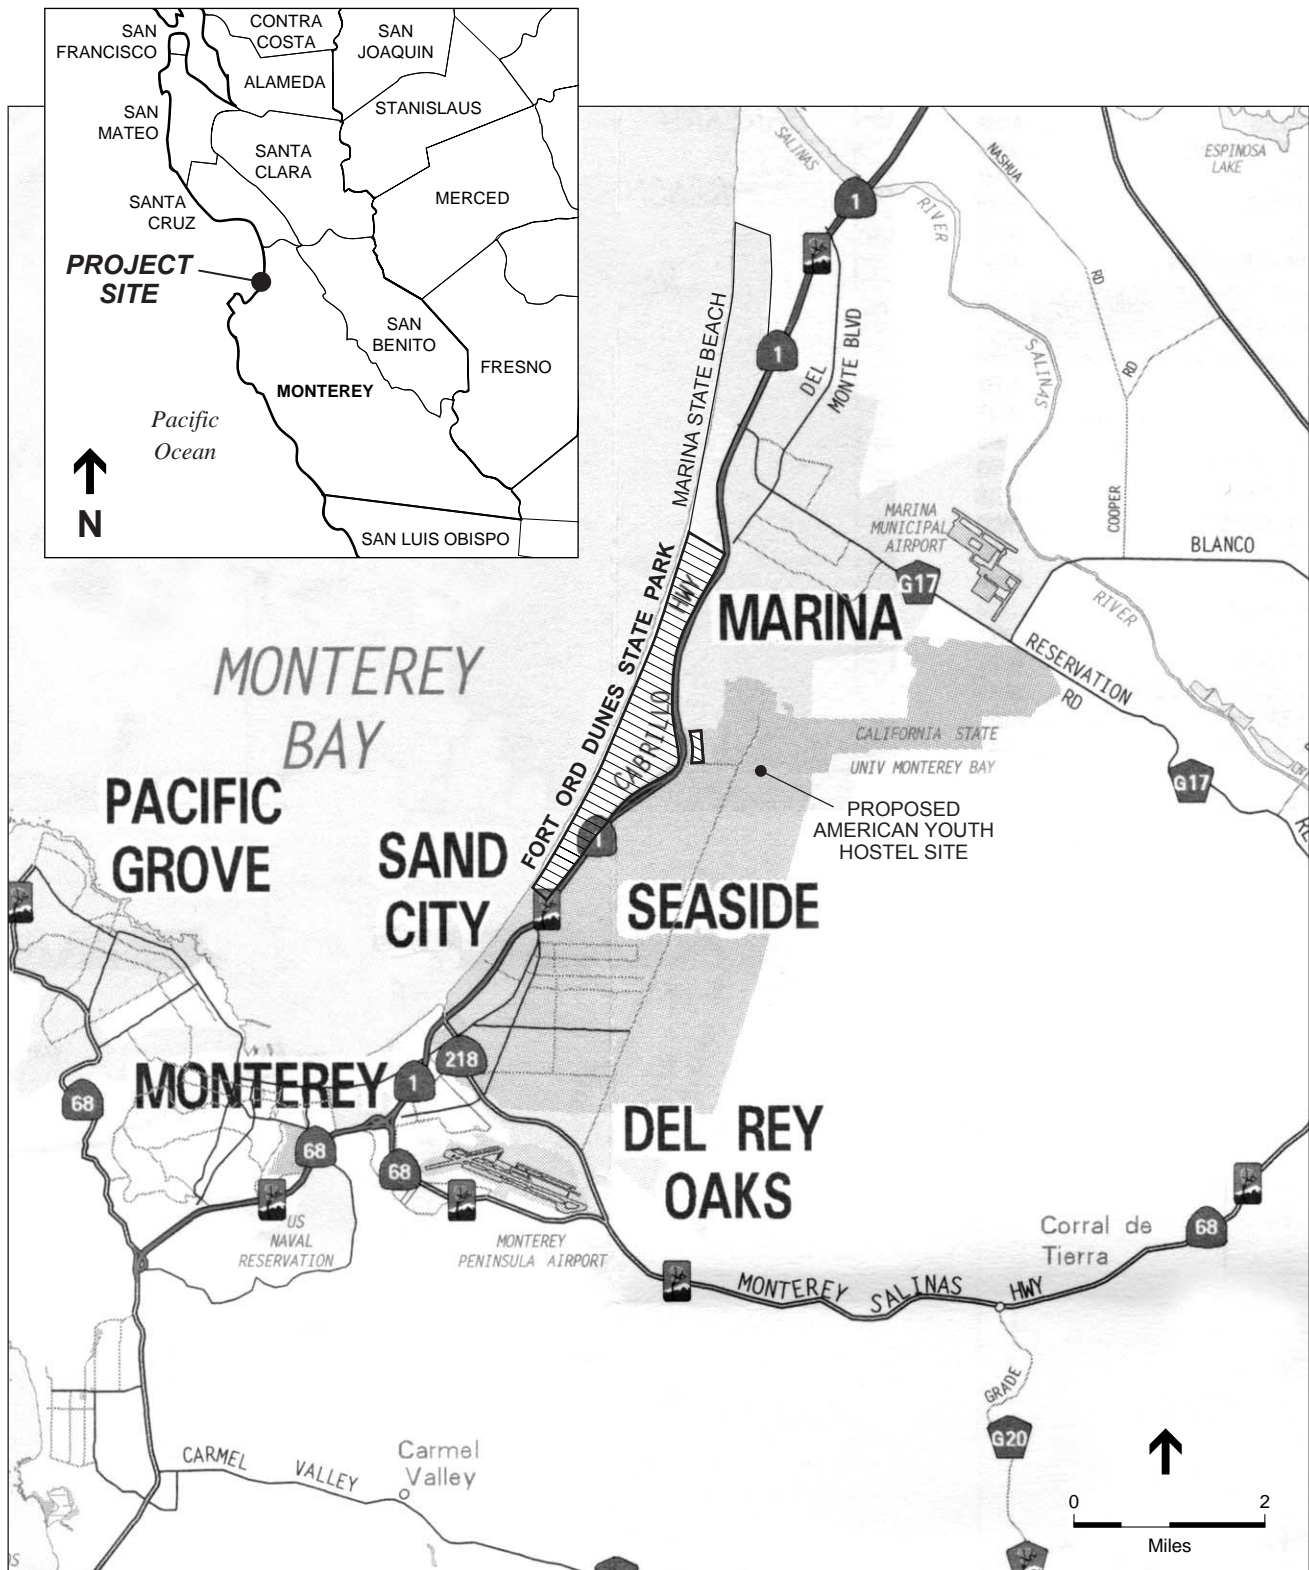 SAN
FRANCISCO
CONTRA
COSTA
SAN
JOAQUIN
ALAMEDA
STANISLAUS
SAN
MATEO
SANTA
CLARA
SANTA
CRUZ
MERCED
PROJECT
SITE
SAN
BENITO
FRESNO
MONTEREY
Pacific
Ocean
N
SAN LUIS OBISPO
SALINAS
RIVER
NASHUA
RD
ESPINOSA
LAKE
1
1
DEL
MONTE BLVD
SALINAS
RD
COOPER
MARINA STATE BEACH
MARINA
MUNICIPAL
AIRPORT
BLANCO
G17
RIVER
FORT ORD DUNES STATE PARK
CABRILLO
HWY
MARINA
RESERVATION
RD
MONTEREY
BAY
CALIFORNIA STATE
UNIV MONTEREY BAY
G17
PROPOSED
AMERICAN YOUTH
HOSTEL SITE
PACIFIC
GROVE
SAND
CITY
1
SEASIDE
MONTEREY
1
218
68
68
68
DEL REY
OAKS
US
NAVAL
RESERVATION
MONTEREY
PENINSULA AIRPORT
Corral de
Tierra
68
MONTEREY SALINAS HWY
GRADE
G20
CARMEL VALLEY
Carmel
Valley
0 2
Miles